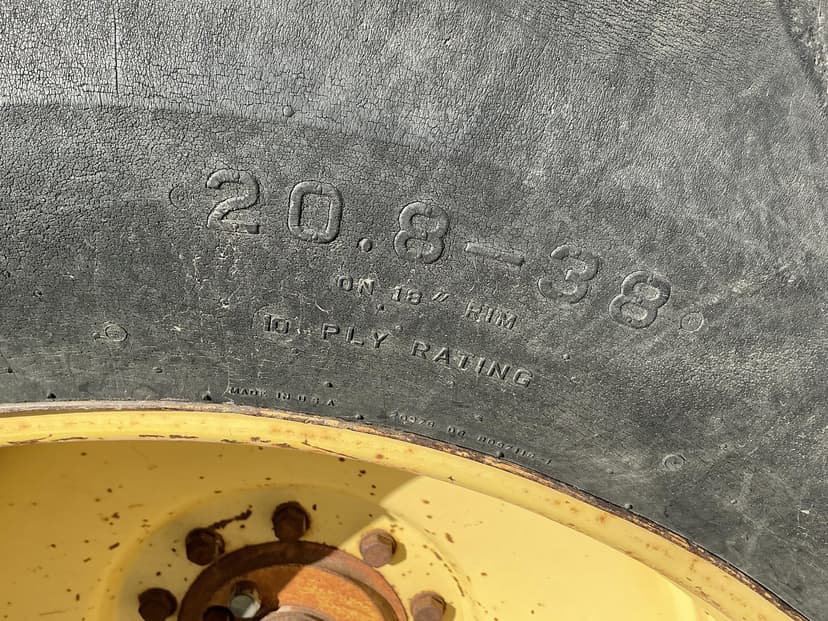 20.8-38
ON 18" RIM
10 PLY RATING
MADE IN U.S.A